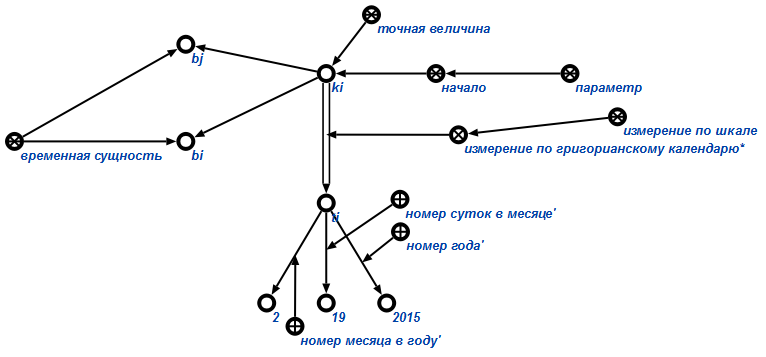 точная величина
bj
ki
начало
параметр
измерение по шкале
временная сущность
bi
измерение по григорианскому календарю*
ti
номер суток в месяце'
номер года'
2
19
2015
номер месяца в году'